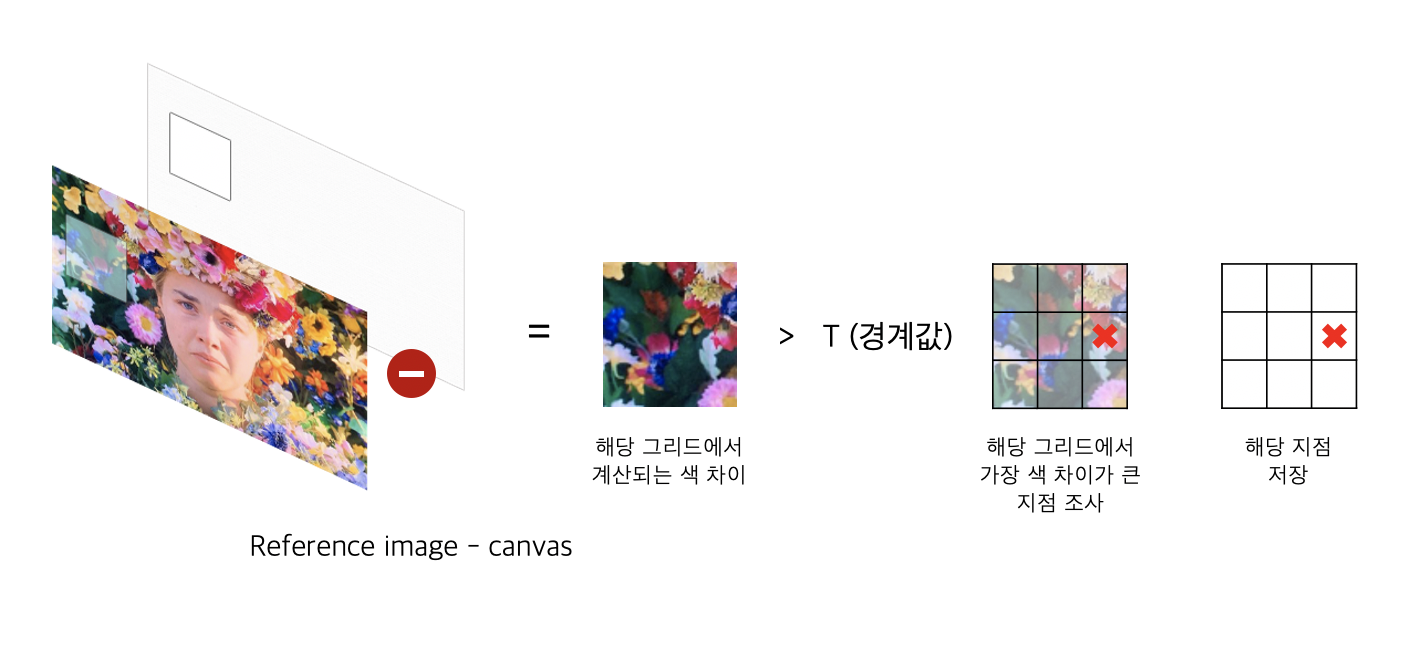 =
> T (경계값)
해당 그리드에서
계산되는 색 차이
해당 그리드에서
가장 색 차이가 큰
지점 조사
해당 지점
저장
Reference image - canvas